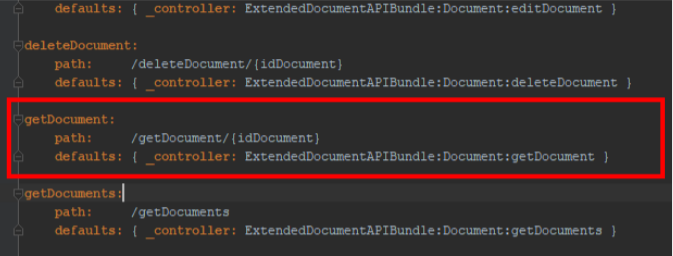 defaults: { _controller: ExtendedDocumentAPIBundle:Document:editDocument }
deleteDocument:
path: /deleteDocument/{idDocument}
defaults: { _controller: ExtendedDocumentAPIBundle:Document:deleteDocument }
getDocument:
path: /getDocument/{idDocument}
defaults: { _controller: ExtendedDocumentAPIBundle:Document:getDocument }
getDocuments:
path: /getDocuments
defaults: { _controller: ExtendedDocumentAPIBundle:Document:getDocuments }